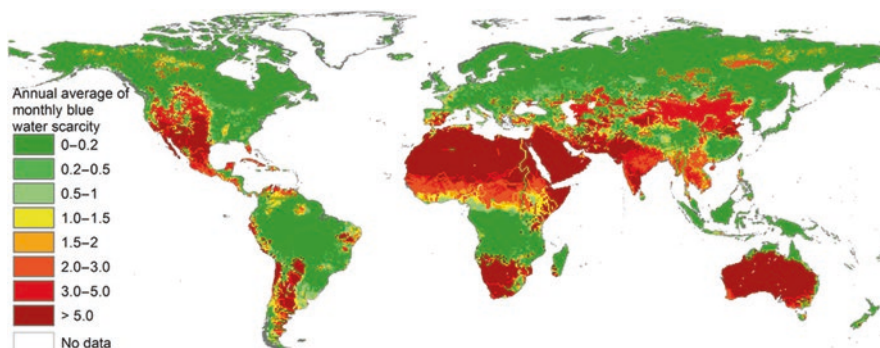 Annual average of
monthly blue
water scarcity
0–0.2
0.2–0.5
0.5–1
1.0–1.5
1.5–2
2.0–3.0
3.0–5.0
> 5.0
No data